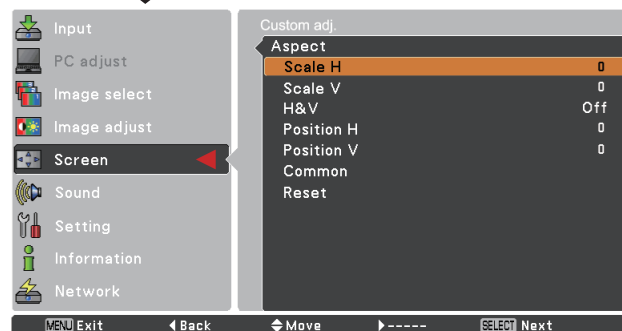 Input
PC adjust
Image select
Image adjust
Screen
Sound
Setting
Information
Network
Custom adj.
Aspect
Scale H 0
Scale V 0
H&V Off
Position H 0
Position V 0
Common
Reset
MENU Exit Back Move ----- SELECT Next